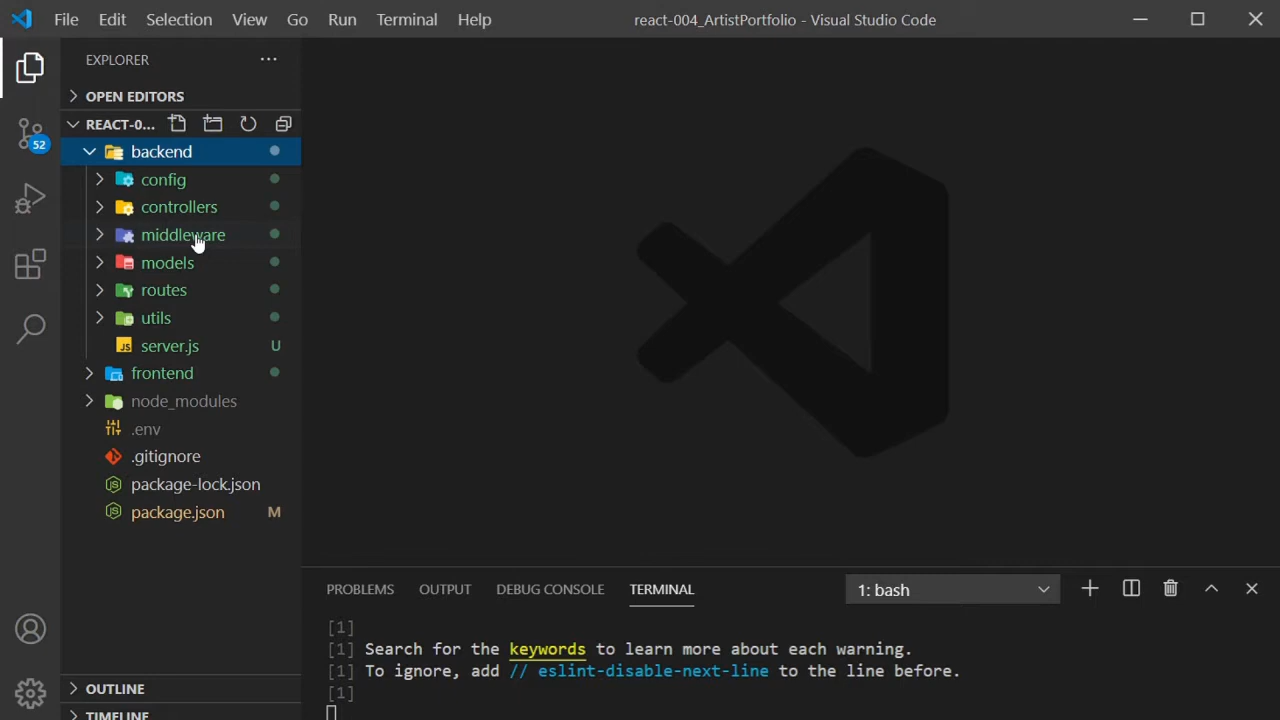 File Edit Selection View Go Run Terminal Help react-004_ArtistPortfolio - Visual Studio Code
EXPLORER
OPEN EDITORS
REACT-0...
52
backend
config
controllers
middleware
models
routes
utils
JS server.js U
frontend
node_modules
.env
.gitignore
package-lock.json
package.json M
OUTLINE
TIMELINE
PROBLEMS OUTPUT DEBUG CONSOLE TERMINAL 1: bash
[1]
[1] Search for the keywords to learn more about each warning.
[1] To ignore, add // eslint-disable-next-line to the line before.
[1]